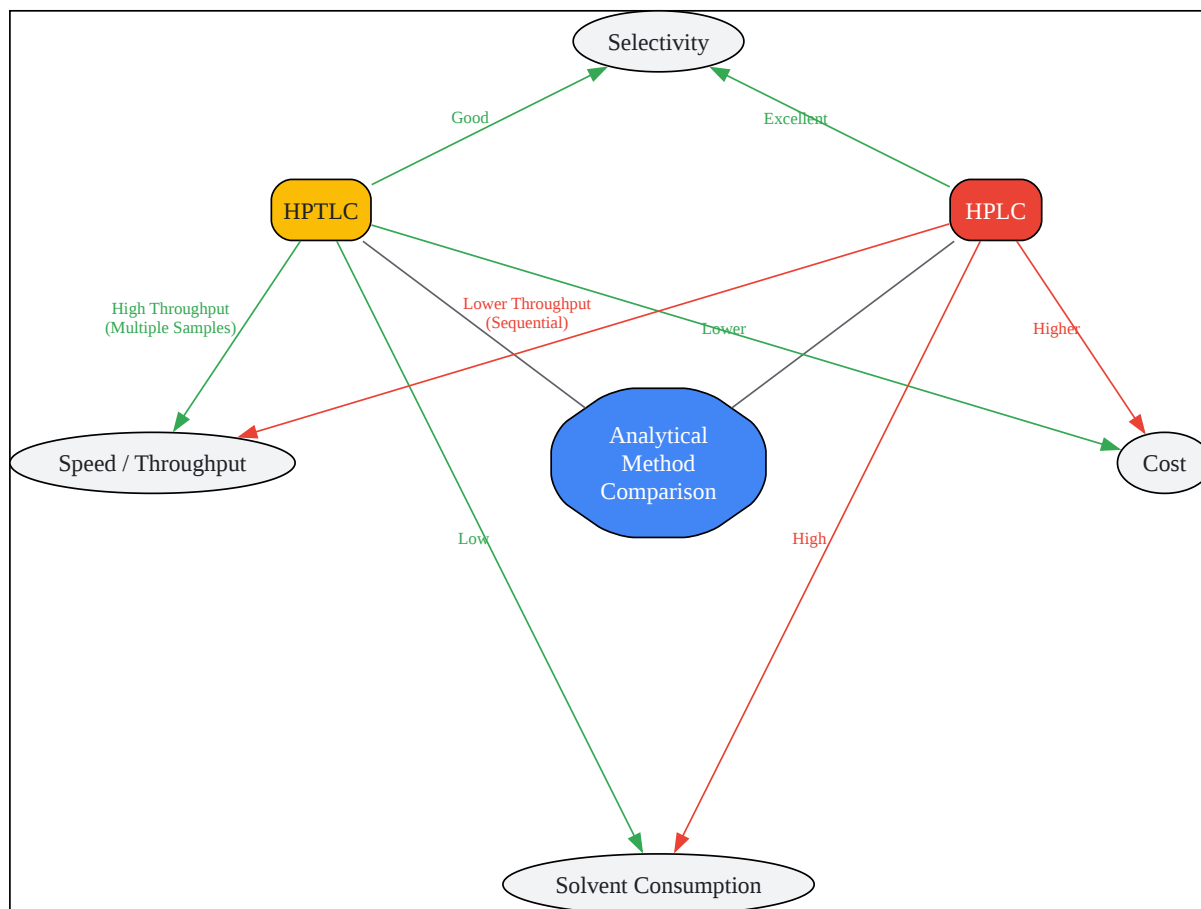 Selectivity
Good
Excellent
HPTLC
HPLC
High Throughput
(Multiple Samples)
Lower Throughput
(Sequential)
Lower
Higher
Analytical
Method
Comparison
Speed / Throughput
Cost
Low
High
Solvent Consumption